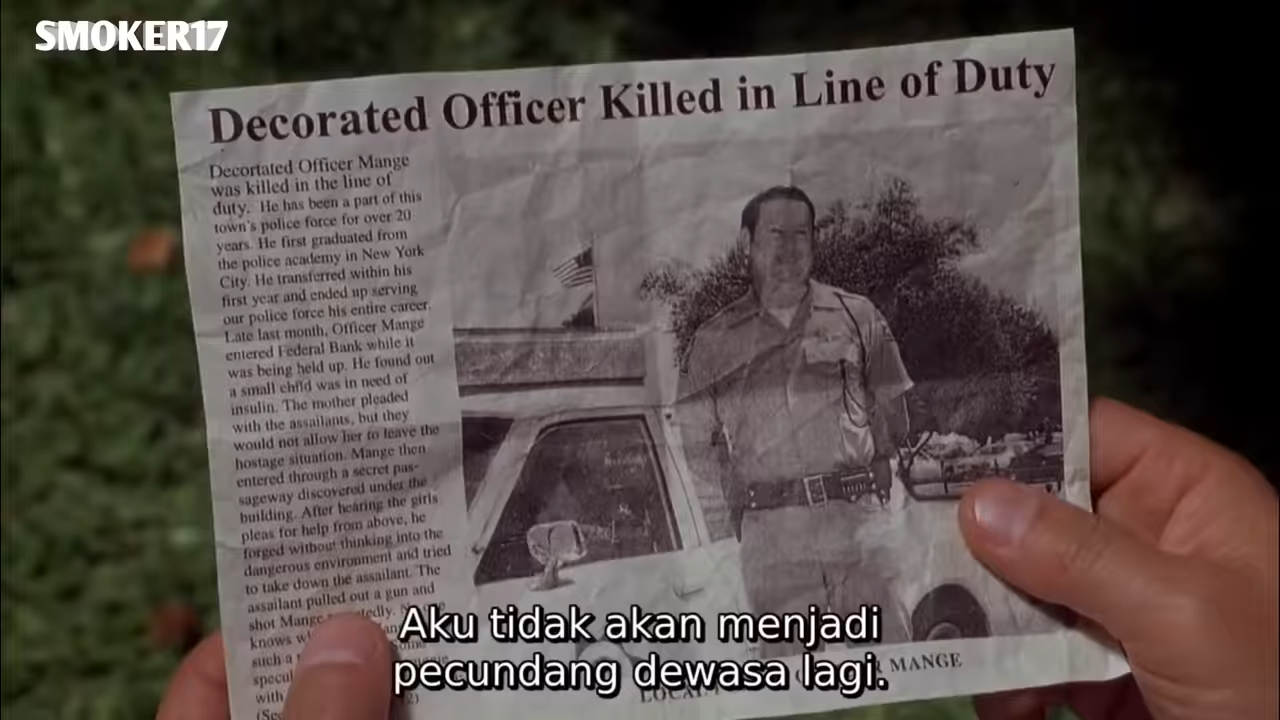 SMOKER17
Decorated Officer Killed in Line of Duty
Decortated Officer Mange
was killed in the line of
duty. He has been a part of this
town's police force for over 20
years. He first graduated from
the police academy in New York
City. He transferred within his
first year and ended up serving
our police force his entire career.
Late last month, Officer Mange
entered Federal Bank while it
was being held up. He found out
a small child was in need of
insulin. The mother pleaded
with the assailants, but they
would not allow her to leave the
hostage situation. Mange then
entered through a secret pas-
sageway discovered under the
building. After hearing the girls
pleas for help from above, he
forged without thinking into the
dangerous environment and tried
to take down the assailant. The
assailant pulled out a gun and
shot Mange
knows
such a
with
MANGE
Aku tidak akan menjadi
pecundang dewasa lagi.